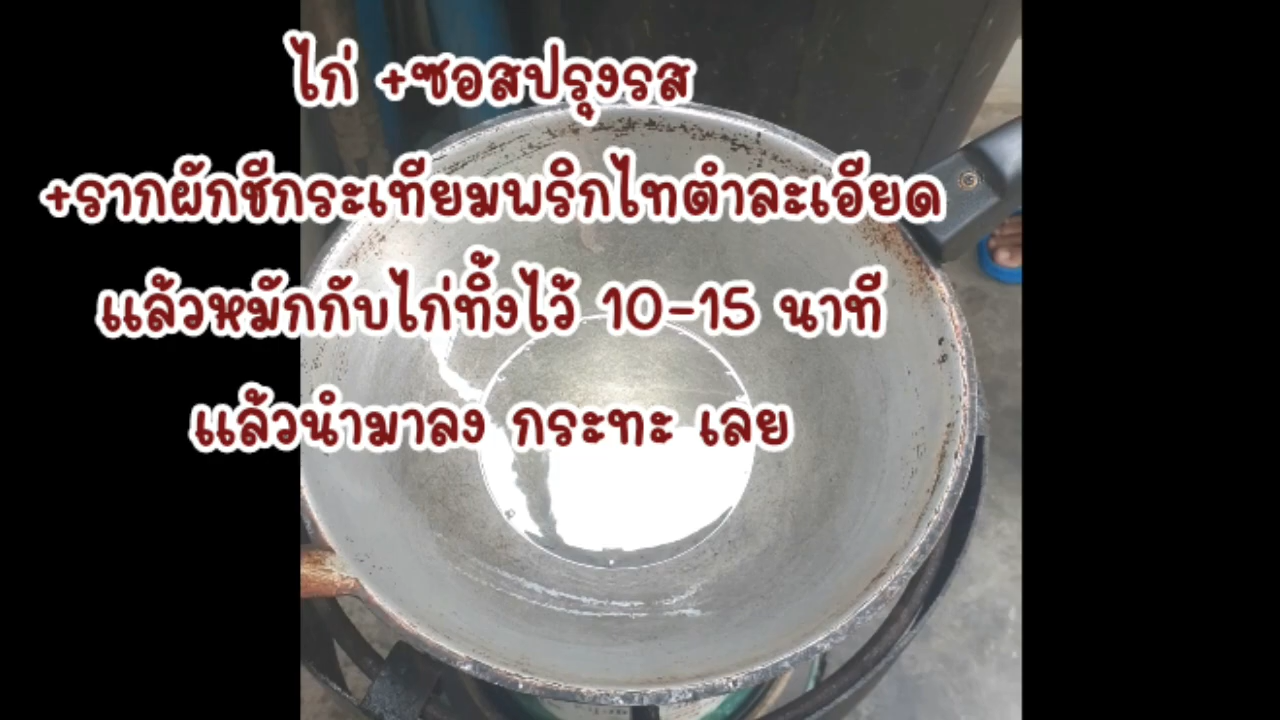 ไก่ +ซอสปรุงรส
+รากผักชีกระเทียมพริกไทตำละเอียด
แล้วหมักกับไก่ทิ้งไว้ 10-15 นาที
แล้วนำมาลง กระทะ เลย